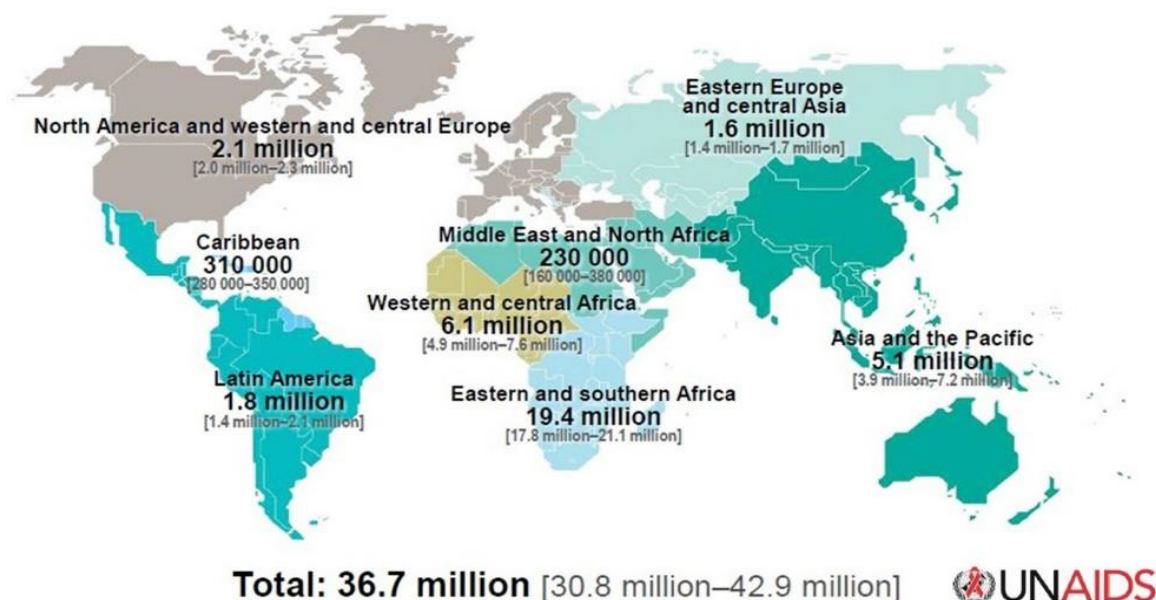 Eastern Europe
and central Asia
1.6 million
[1.4 million–1.7 million]
North America and western and central Europe
2.1 million
[2.0 million–2.3 million]
Middle East and North Africa
230 000
[160 000–380 000]
Caribbean
310 000
[280 000–350 000]
Western and central Africa
6.1 million
[4.9 million–7.6 million]
Asia and the Pacific
5.1 million
[3.9 million–7.2 million]
Latin America
1.8 million
[1.4 million–2.1 million]
Eastern and southern Africa
19.4 million
[17.8 million–21.1 million]
Total: 36.7 million [30.8 million–42.9 million]
UNAIDS